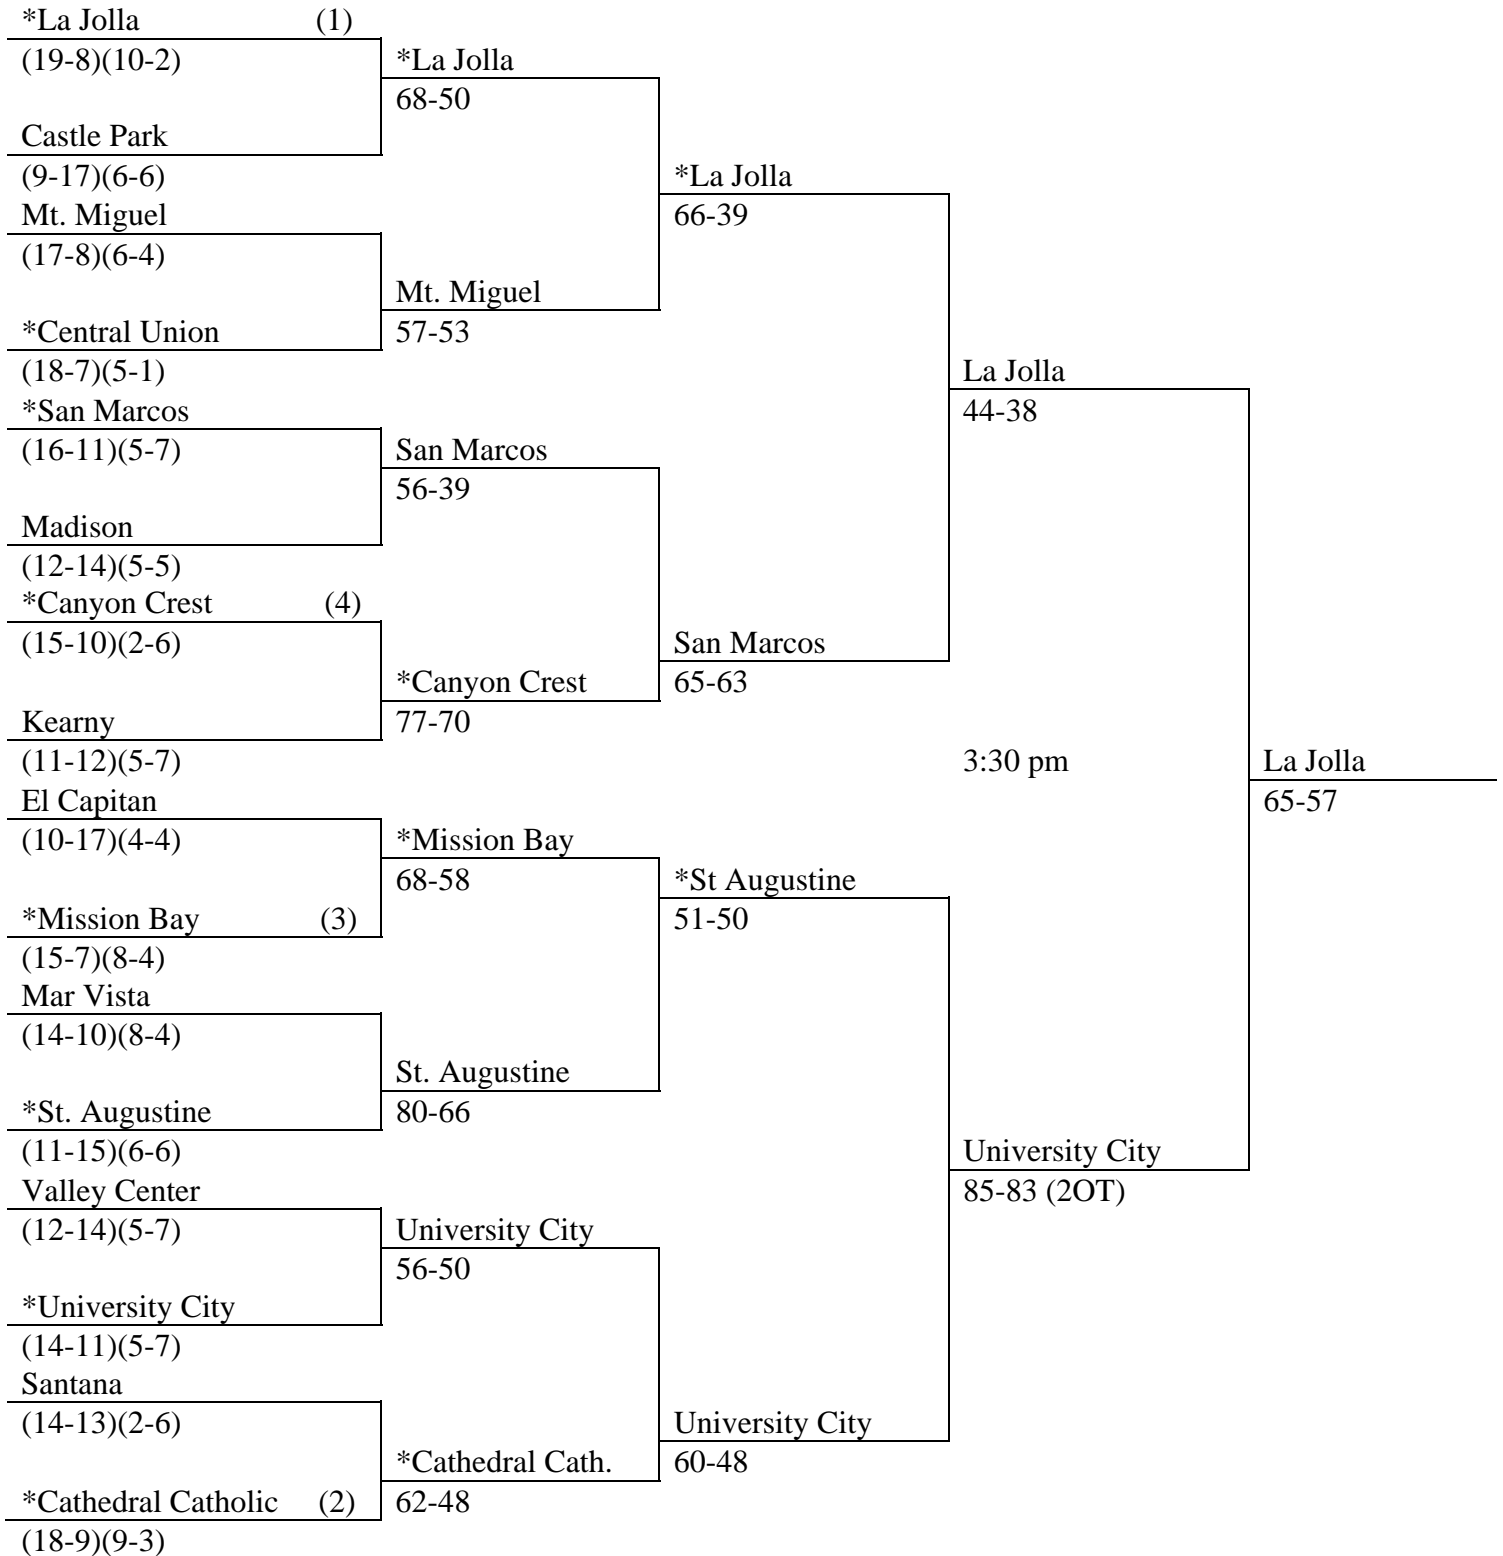 *La Jolla (1)
(19-8)(10-2)
Castle Park
(9-17)(6-6)
Mt. Miguel
(17-8)(6-4)
*Central Union
(18-7)(5-1)
*San Marcos
(16-11)(5-7)
Madison
(12-14)(5-5)
*Canyon Crest (4)
(15-10)(2-6)
Kearny
(11-12)(5-7)
El Capitan
(10-17)(4-4)
*Mission Bay (3)
(15-7)(8-4)
Mar Vista
(14-10)(8-4)
*St. Augustine
(11-15)(6-6)
Valley Center
(12-14)(5-7)
*University City
(14-11)(5-7)
Santana
(14-13)(2-6)
*Cathedral Catholic (2)
(18-9)(9-3)
*La Jolla
68-50
Mt. Miguel
57-53
San Marcos
56-39
*Canyon Crest
77-70
*Mission Bay
68-58
St. Augustine
80-66
University City
56-50
*Cathedral Cath.
62-48
*La Jolla
66-39
San Marcos
65-63
*St Augustine
51-50
University City
60-48
La Jolla
44-38
3:30 pm
University City
85-83 (2OT)
La Jolla
65-57